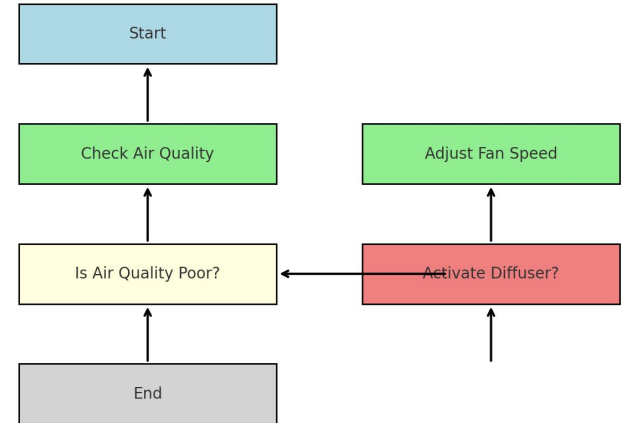 Start
Check Air Quality
Adjust Fan Speed
Is Air Quality Poor?
Activate Diffuser?
End